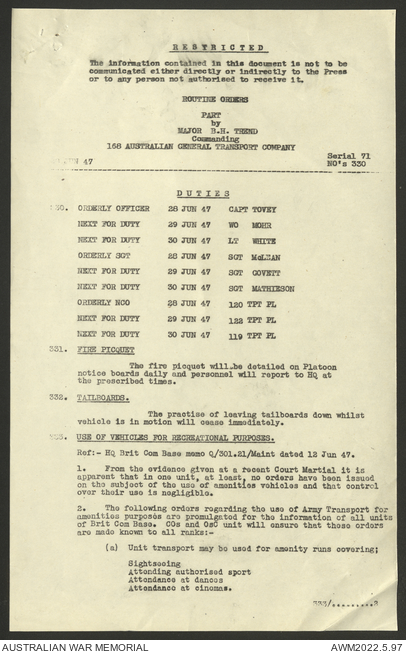 RESTRICTED
The information contained in this document is not to be
communicated either directly or indirectly to the Press
or to any person not authorised to receive it.
ROUTINE ORDERS
PART
by
MAJOR B.H. TREND
Commanding
168 AUSTRALIAN GENERAL TRANSPORT COMPANY
Serial 71
JUN 47 NO's 330
DUTIES
330. ORDERLY OFFICER 28 JUN 47 CAPT TOVEY
NEXT FOR DUTY 29 JUN 47 WO MOHR
NEXT FOR DUTY 30 JUN 47 LT WHITE
ORDERLY SGT 28 JUN 47 SGT McLEAN
NEXT FOR DUTY 29 JUN 47 SGT GOVETT
NEXT FOR DUTY 30 JUN 47 SGT MATHIESON
ORDERLY NCO 28 JUN 47 120 TPT PL
NEXT FOR DUTY 29 JUN 47 122 TPT PL
NEXT FOR DUTY 30 JUN 47 119 TPT PL
331. FIRE PICQUET
The fire picquet will be detailed on Platoon
notice boards daily and personnel will report to HQ at
the prescribed times.
332. TAILBOARDS.
The practise of leaving tailboards down whilst
vehicle is in motion will cease immediately.
333. USE OF VEHICLES FOR RECREATIONAL PURPOSES.
Ref:- HQ Brit Com Base memo Q/301.21/Maint dated 12 Jun 47.
1. From the evidence given at a recent Court Martial it is
apparent that in one unit, at least, no orders have been issued
on the subject of the use of amenities vehicles and that control
over their use is negligible.
2. The following orders regarding the use of Army Transport for
amenities purposes are promulgated for the information of all units
of Brit Com Base. COs and OsC unit will ensure that these orders
are made known to all ranks:-
(a) Unit transport may be used for amenity runs covering;
Sightseeing
Attending authorised sport
Attendance at dances
Attendance at cinemas.
333/.........2
AUSTRALIAN WAR MEMORIAL AWM2022.5.97